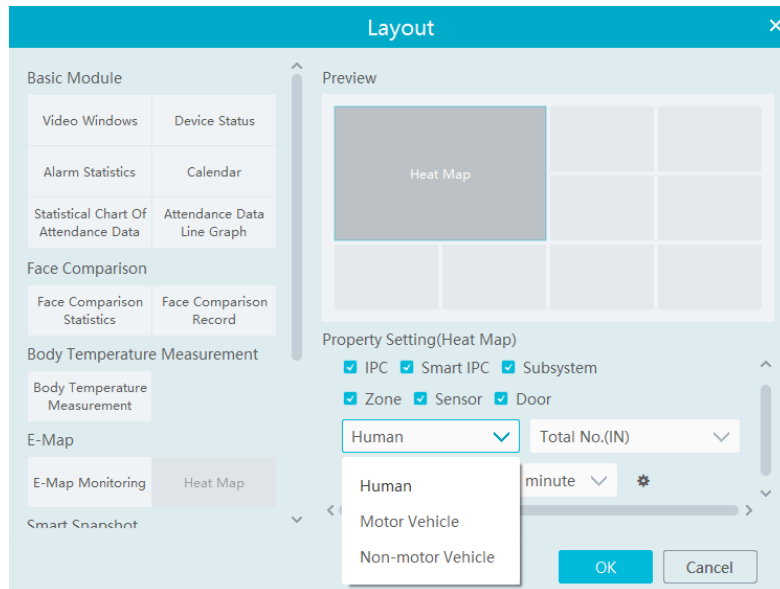 Layout
Basic Module
Video Windows
Device Status
Alarm Statistics
Calendar
Statistical Chart Of
Attendance Data
Attendance Data
Line Graph
Face Comparison
Face Comparison
Statistics
Face Comparison
Record
Body Temperature Measurement
Body Temperature
Measurement
E-Map
E-Map Monitoring
Heat Map
Smart Snapshot
Preview
Heat Map
Property Setting(Heat Map)
IPC Smart IPC Subsystem
Zone Sensor Door
Human
Total No.(IN)
minute
Human
Motor Vehicle
Non-motor Vehicle
OK
Cancel